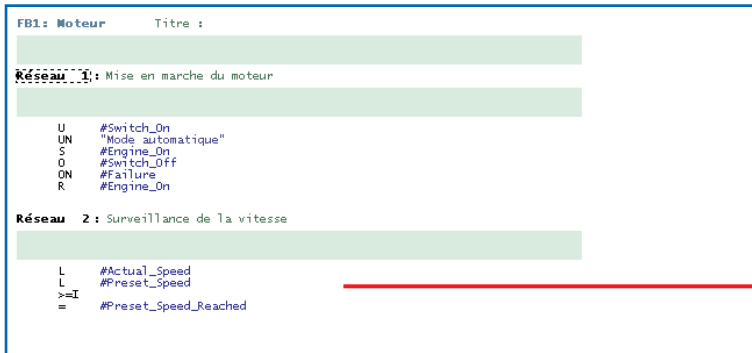 FB1: Moteur Titre :
Réseau 1: Mise en marche du moteur
U #Switch_On
UN "Mode automatique"
S #Engine_On
O #Switch_Off
ON #Failure
R #Engine_On
Réseau 2: Surveillance de la vitesse
L #Actual_Speed
L #Preset_Speed
>=I
= #Preset_Speed_Reached